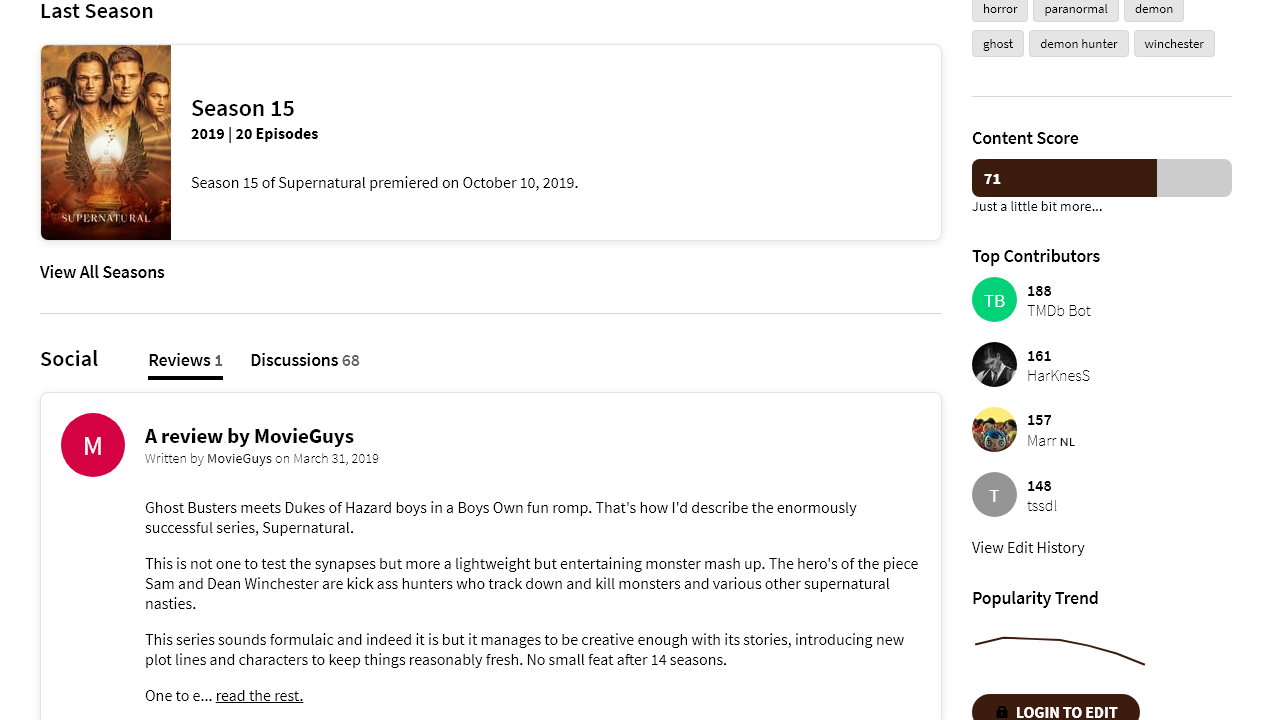 Last Season
SUPERNATURAL
Season 15
2019 | 20 Episodes
Season 15 of Supernatural premiered on October 10, 2019.
View All Seasons
Social
Reviews 1
Discussions 68
M
A review by MovieGuys
Written by MovieGuys on March 31, 2019
Ghost Busters meets Dukes of Hazard boys in a Boys Own fun romp. That's how I'd describe the enormously
successful series, Supernatural.
This is not one to test the synapses but more a lightweight but entertaining monster mash up. The hero's of the piece
Sam and Dean Winchester are kick ass hunters who track down and kill monsters and various other supernatural
nasties.
This series sounds formulaic and indeed it is but it manages to be creative enough with its stories, introducing new
plot lines and characters to keep things reasonably fresh. No small feat after 14 seasons.
One to e... read the rest.
horror
paranormal
demon
ghost
demon hunter
winchester
Content Score
71
Just a little bit more...
Top Contributors
TB
188
TMDb Bot
161
HarKnesS
157
Marr NL
T
148
tssdl
View Edit History
Popularity Trend
LOGIN TO EDIT